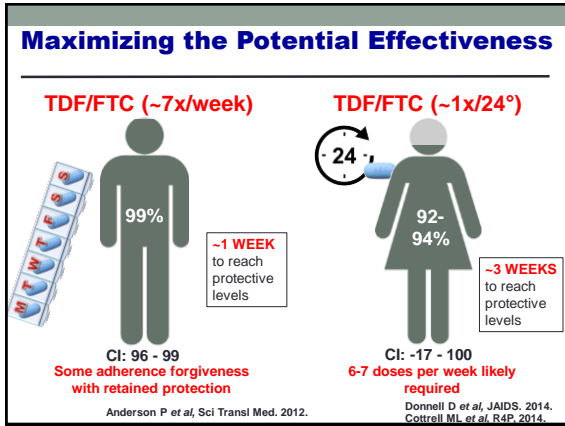 Maximizing the Potential Effectiveness
TDF/FTC (~7x/week)
S
S
F
T
W
T
M
99%
~1 WEEK
to reach
protective
levels
CI: 96 - 99
Some adherence forgiveness
with retained protection
Anderson P et al, Sci Transl Med. 2012.
TDF/FTC (~1x/24°)
24
92-
94%
~3 WEEKS
to reach
protective
levels
CI: -17 - 100
6-7 doses per week likely
required
Donnell D et al, JAIDS. 2014.
Cottrell ML et al, R4P, 2014.